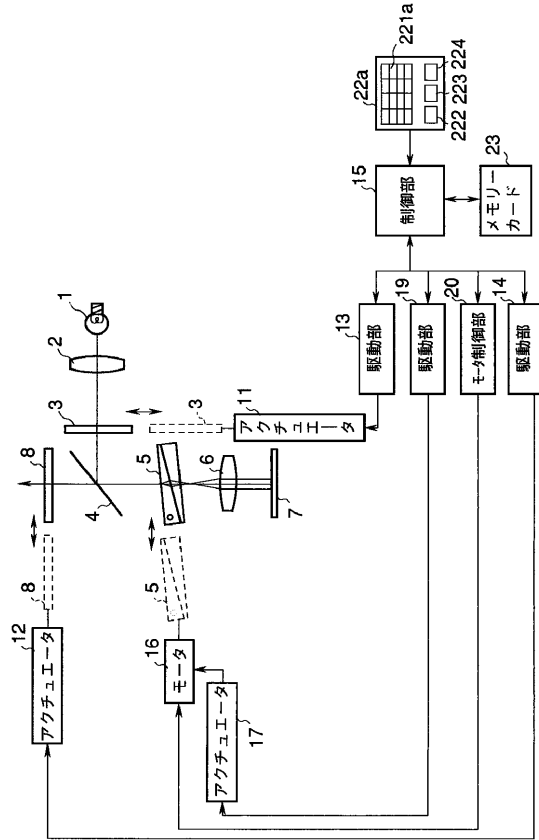 1
2
3
3
4
8
8
5
5
6
7
12
アクチュエータ
16
モータ
アクチュエータ
17
11
アクチュエータ
13
駆動部
19
駆動部
20
モータ制御部
14
駆動部
15
制御部
22a
221a
222
223
224
23
メモリー
カード